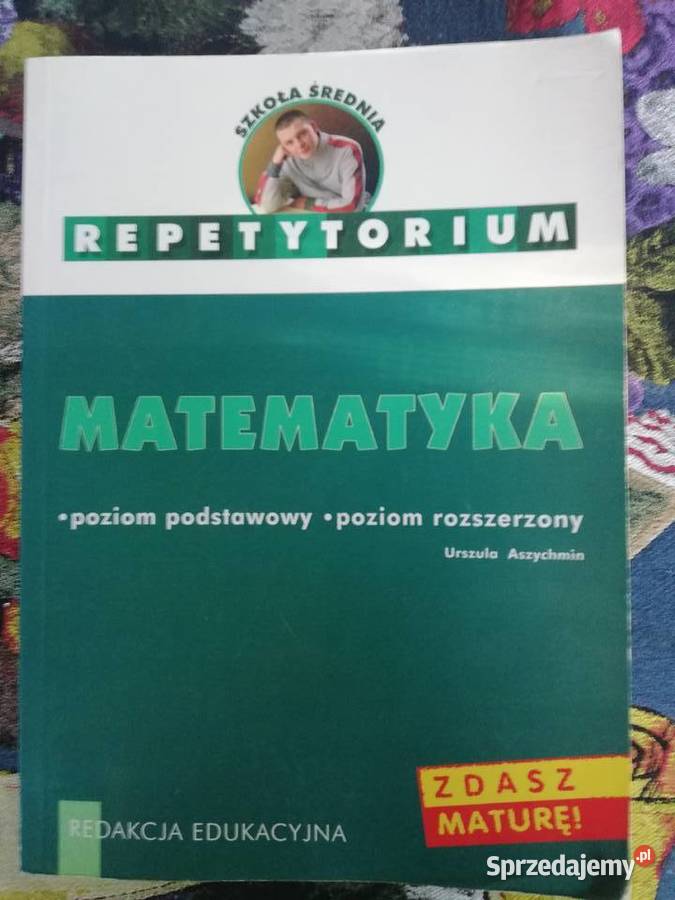 SZKOŁA ŚREDNIA
REPETYTORIUM
MATEMATYKA
•poziom podstawowy •poziom rozszerzony
Urszula Aszychmin
ZDASZ
MATURĘ!
REDAKCJA EDUKACYJNA
Sprzedajemy.pl